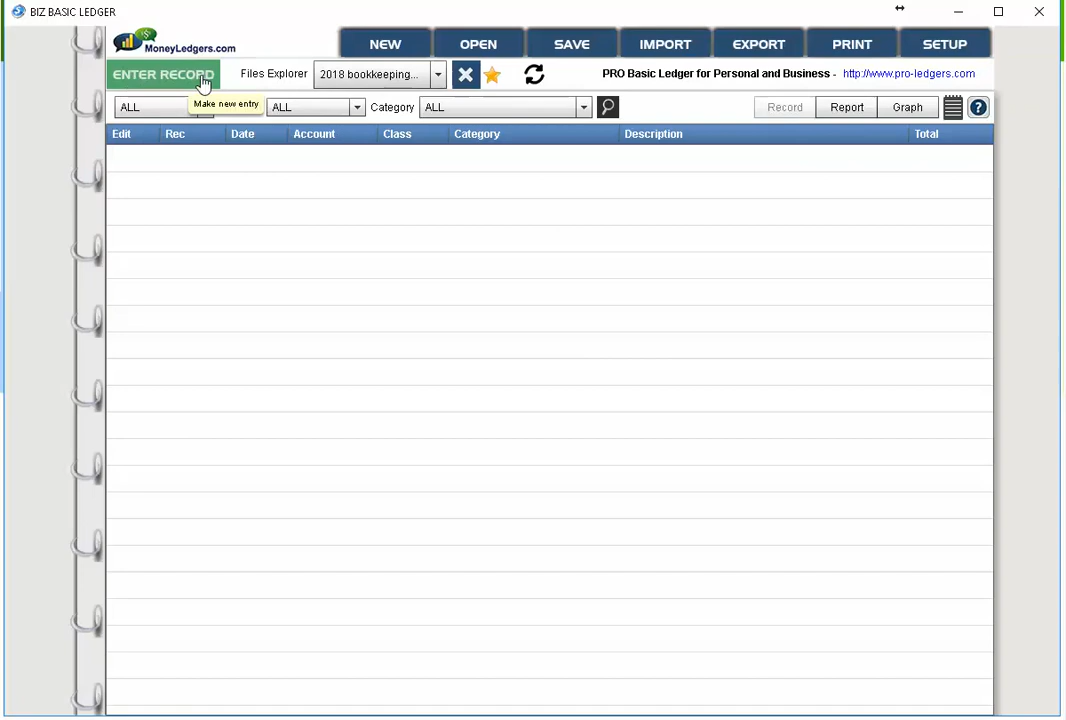 BIZ BASIC LEDGER
MoneyLedgers.com
NEW OPEN SAVE IMPORT EXPORT PRINT SETUP
ENTER RECORD Files Explorer 2018 bookkeeping... PRO Basic Ledger for Personal and Business - http://www.pro-ledgers.com
Make new entry
ALL ALL Category ALL Record Report Graph ?
Edit Rec Date Account Class Category Description Total